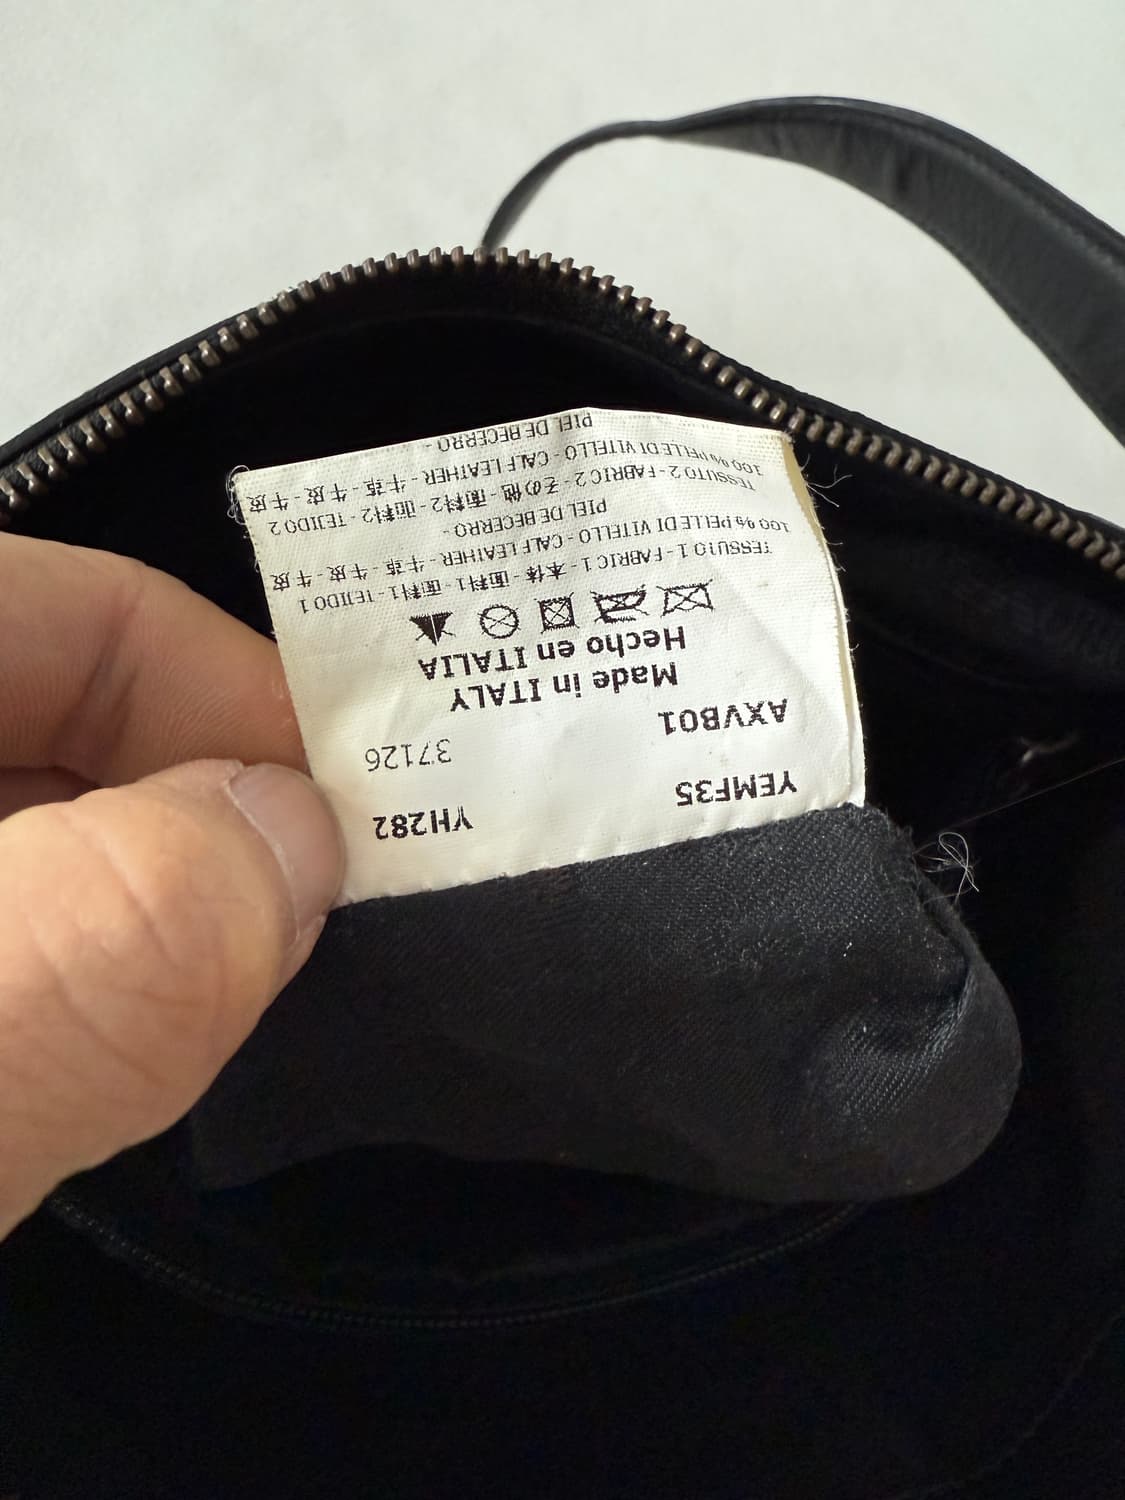 YEMF35 YH282
AXVB01 37126
Made in ITALY
Hecho en ITALIA
TESSUTO 1 - FABRIC 1 - 本体 - 面料1 - 面料1 - TEJIDO 1
100 % PELLE DI VITELLO - CALF LEATHER - 牛革 - 牛皮 - 牛皮 -
PIEL DE BECERRO -
TESSUTO 2 - FABRIC 2 - その他 - 面料2 - 面料2 - TEJIDO 2
100 % PELLE DI VITELLO - CALF LEATHER - 牛革 - 牛皮 - 牛皮 -
PIEL DE BECERRO -